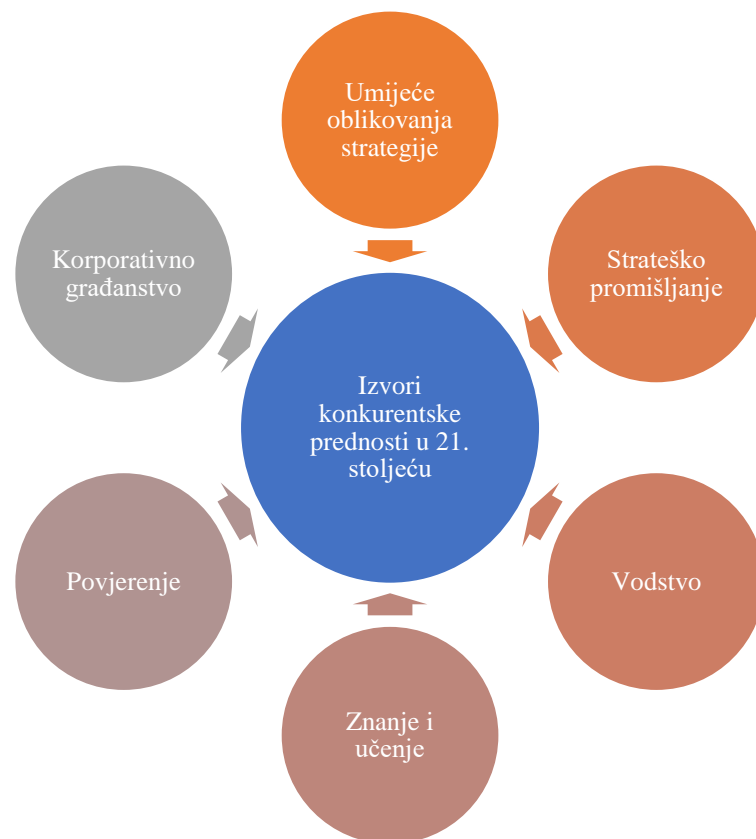 Umijeće
oblikovanja
strategije
Strateško
promišljanje
Vodstvo
Znanje i
učenje
Povjerenje
Korporativno
građanstvo
Izvori
konkurentske
prednosti u 21.
stoljeću